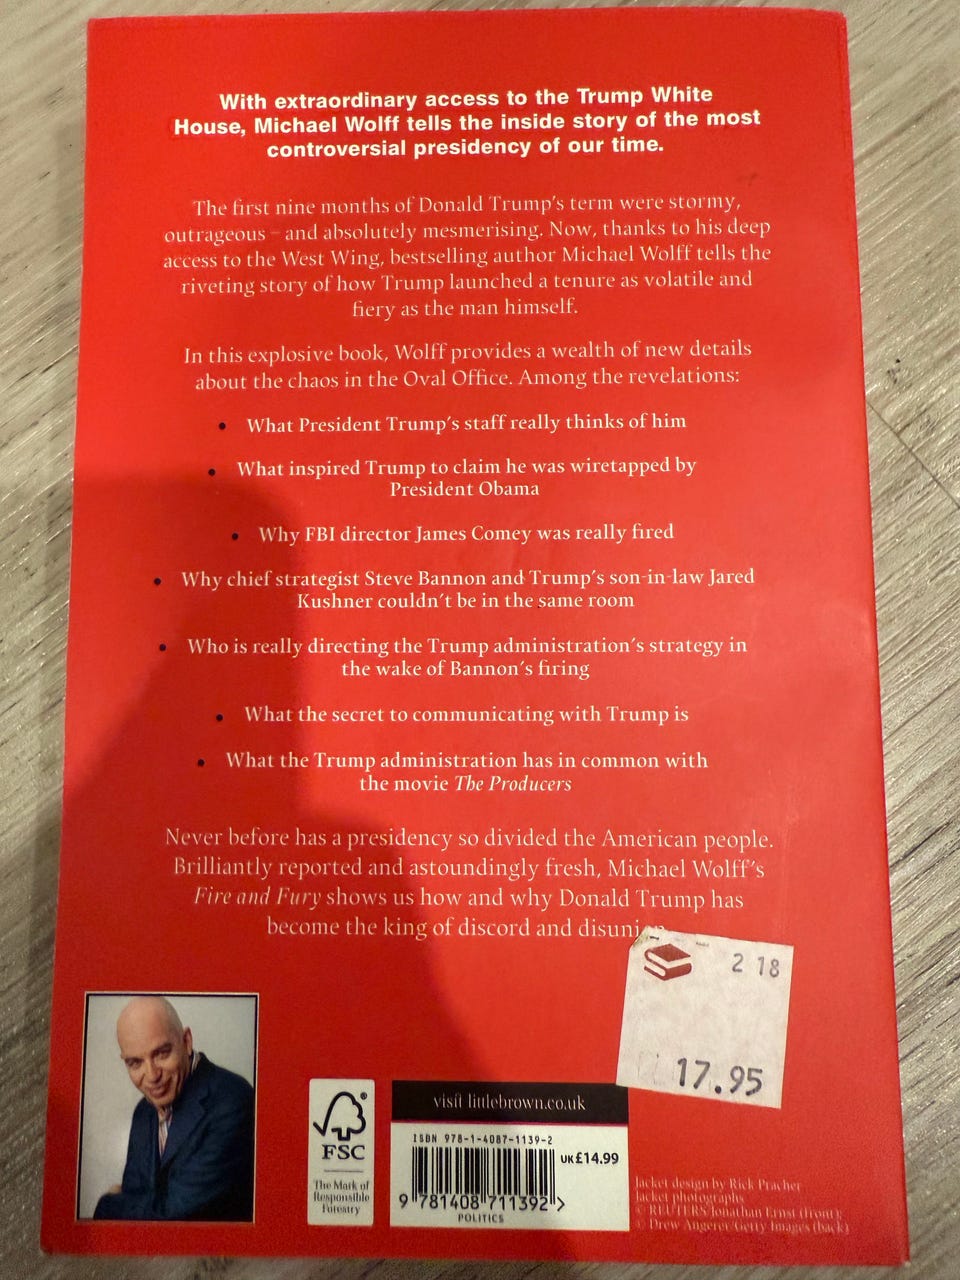 With extraordinary access to the Trump White
House, Michael Wolff tells the inside story of the most
controversial presidency of our time.
The first nine months of Donald Trump's term were stormy,
outrageous – and absolutely mesmerising. Now, thanks to his deep
access to the West Wing, bestselling author Michael Wolff tells the
riveting story of how Trump launched a tenure as volatile and
fiery as the man himself.
In this explosive book, Wolff provides a wealth of new details
about the chaos in the Oval Office. Among the revelations:
• What President Trump's staff really thinks of him
• What inspired Trump to claim he was wiretapped by
President Obama
• Why FBI director James Comey was really fired
• Why chief strategist Steve Bannon and Trump's son-in-law Jared
Kushner couldn't be in the same room
• Who is really directing the Trump administration's strategy in
the wake of Bannon's firing
• What the secret to communicating with Trump is
• What the Trump administration has in common with
the movie The Producers
Never before has a presidency so divided the American people.
Brilliantly reported and astoundingly fresh, Michael Wolff's
Fire and Fury shows us how and why Donald Trump has
become the king of discord and
2 18
17.95
FSC
The Mark of
Responsible
Forestry
visit littlebrown.co.uk
ISBN 978-1-4087-1139-2
UK £14.99
9 781408 711392 >
POLITICS
Jacket design by Rick Pracher
Jacket photographs
© REUTERS/Jonathan Ernst (front);
© Drew Angerer/Getty Images (back)